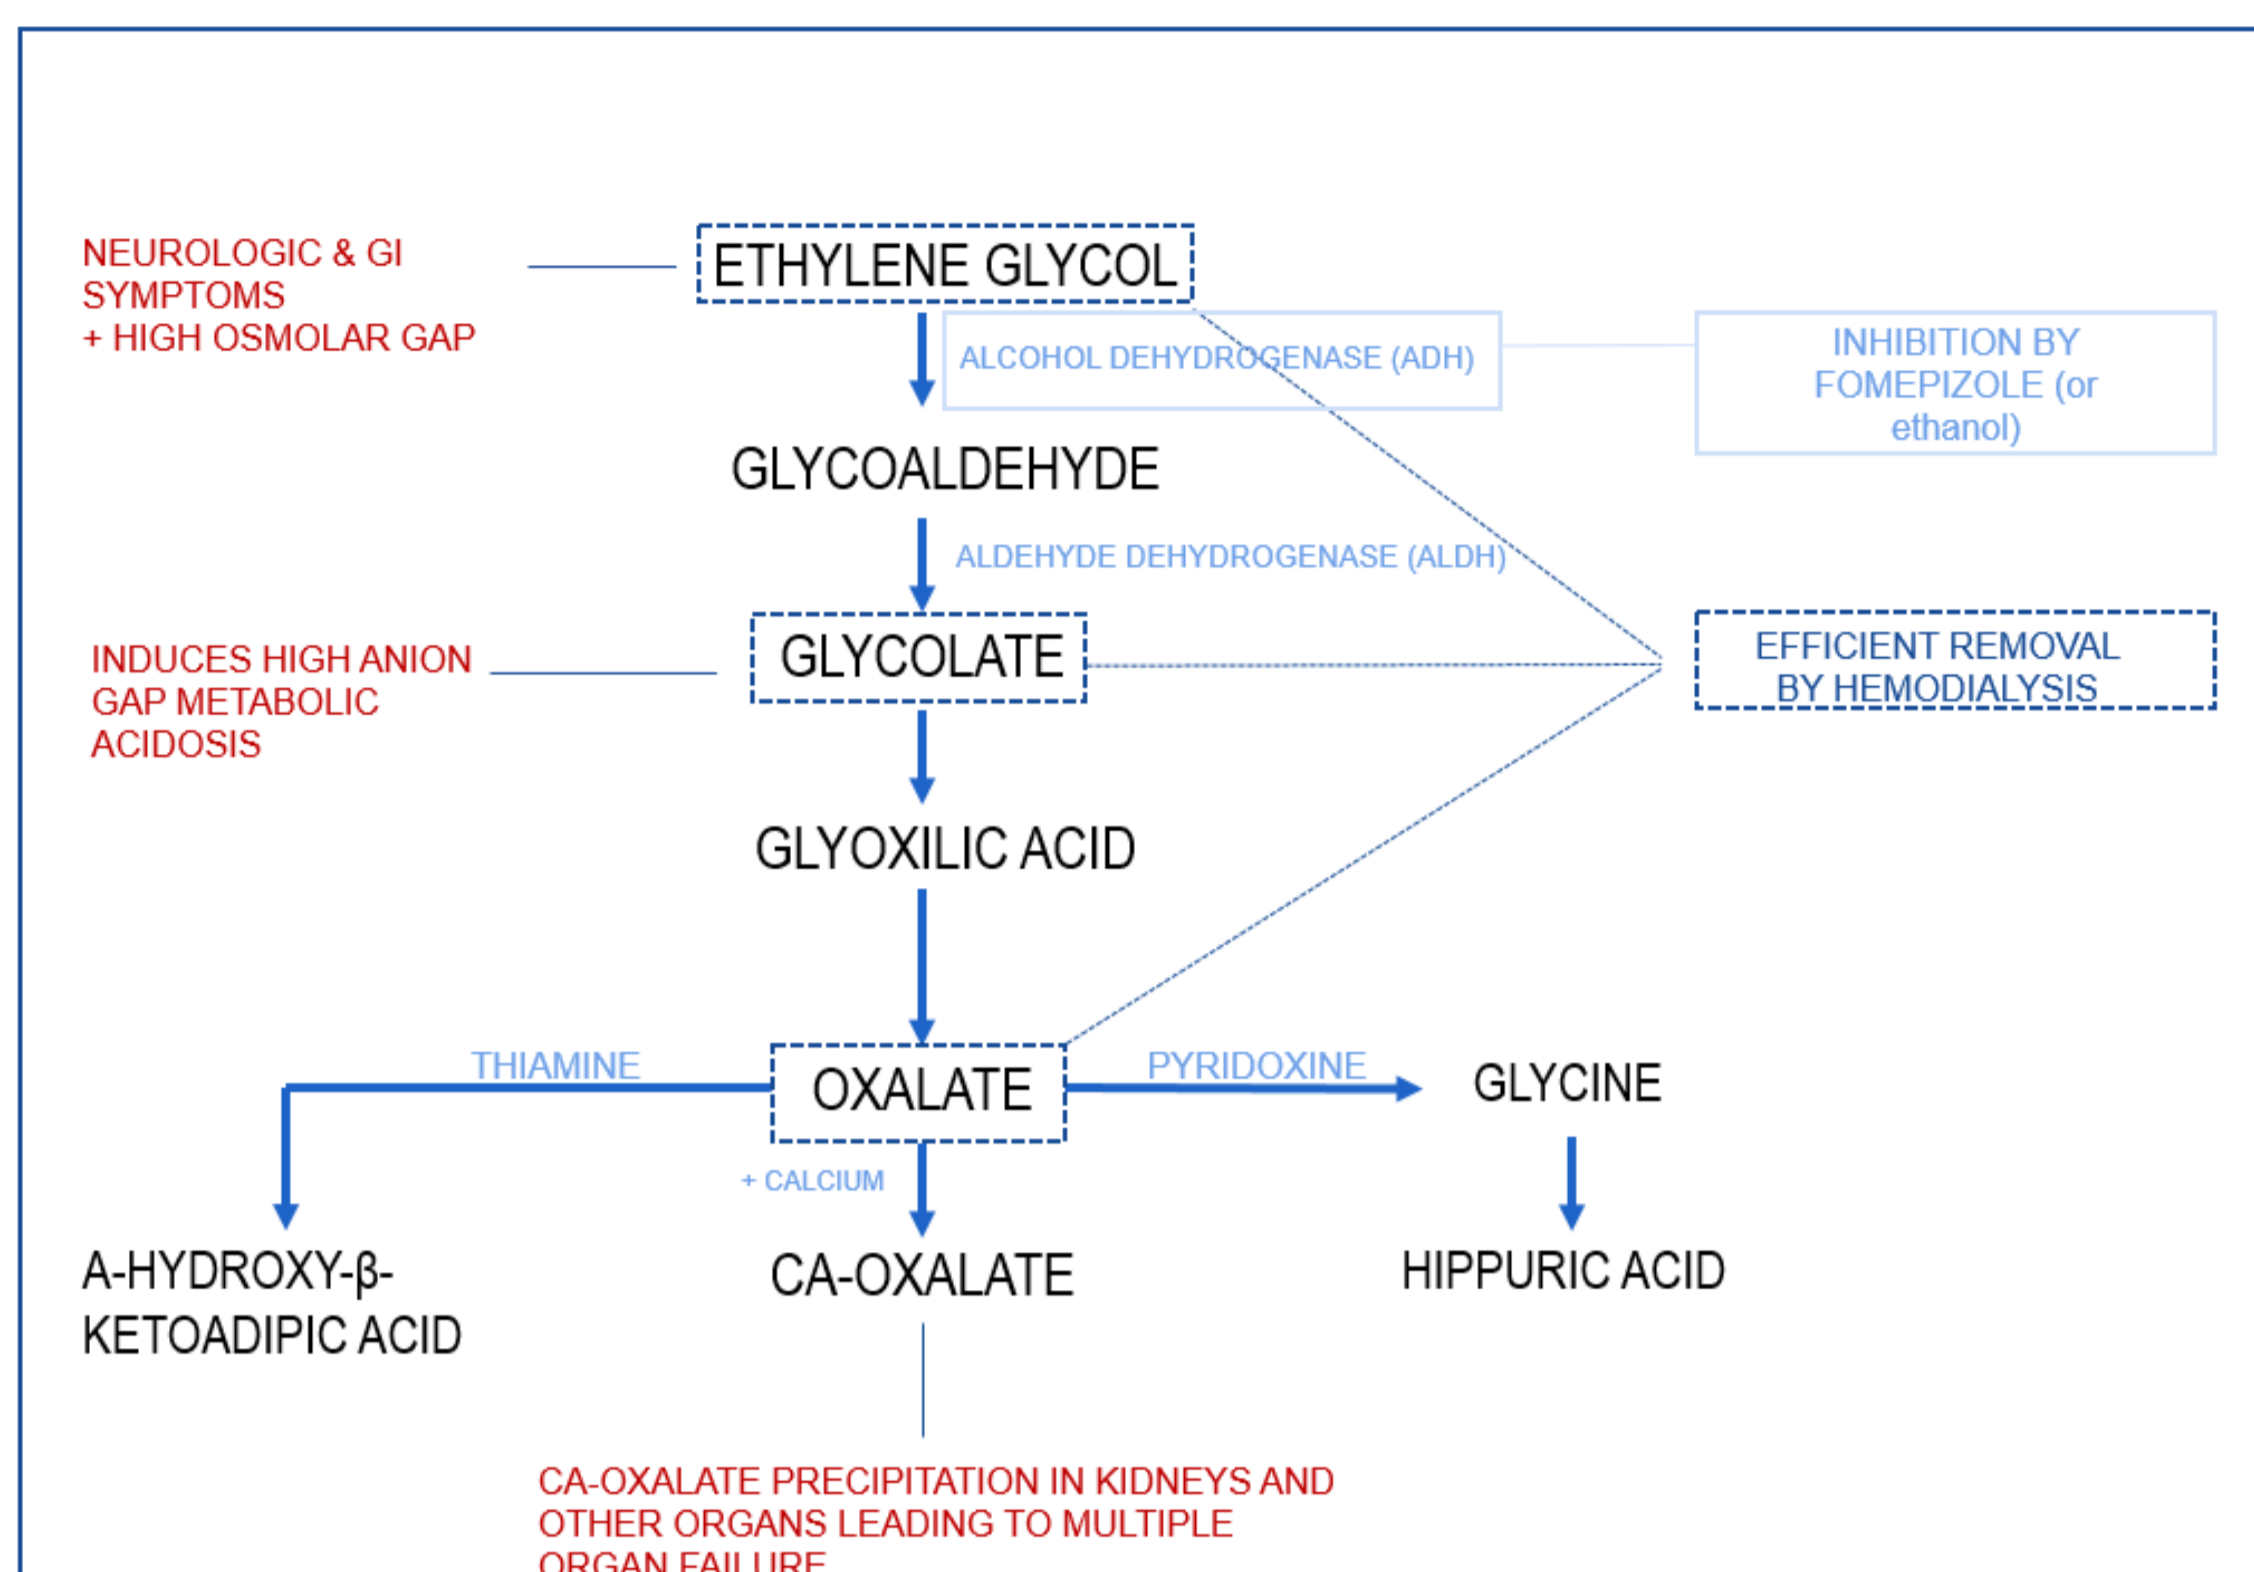 NEUROLOGIC & GI
SYMPTOMS
+ HIGH OSMOLAR GAP
ETHYLENE GLYCOL
ALCOHOL DEHYDROGENASE (ADH)
INHIBITION BY
FOMEPIZOLE (or
ethanol)
GLYCOALDEHYDE
ALDEHYDE DEHYDROGENASE (ALDH)
INDUCES HIGH ANION
GAP METABOLIC
ACIDOSIS
GLYCOLATE
EFFICIENT REMOVAL
BY HEMODIALYSIS
GLYOXILIC ACID
THIAMINE
OXALATE
PYRIDOXINE
GLYCINE
+ CALCIUM
A-HYDROXY-β-
KETOADIPIC ACID
CA-OXALATE
HIPPURIC ACID
CA-OXALATE PRECIPITATION IN KIDNEYS AND
OTHER ORGANS LEADING TO MULTIPLE
ORGAN FAILURE